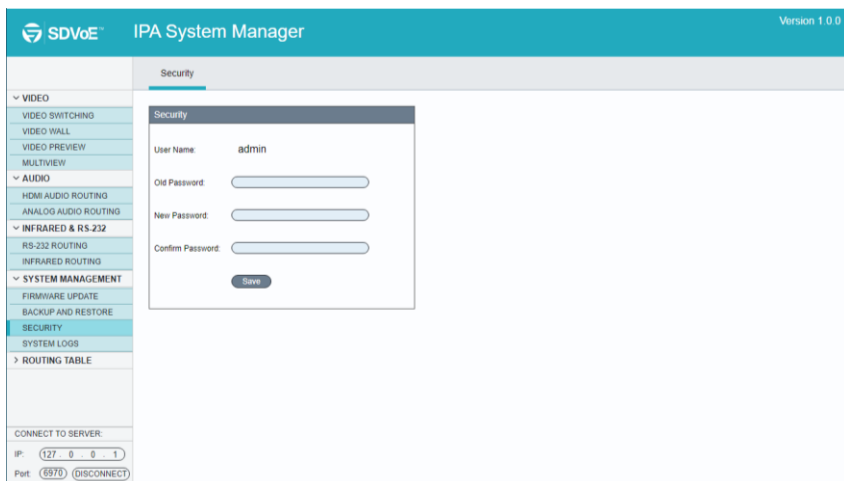 SDVoE™ IPA System Manager Version 1.0.0
Security
VIDEO
VIDEO SWITCHING
VIDEO WALL
VIDEO PREVIEW
MULTIVIEW
AUDIO
HDMI AUDIO ROUTING
ANALOG AUDIO ROUTING
INFRARED & RS-232
RS-232 ROUTING
INFRARED ROUTING
SYSTEM MANAGEMENT
FIRMWARE UPDATE
BACKUP AND RESTORE
SECURITY
SYSTEM LOGS
ROUTING TABLE
CONNECT TO SERVER:
IP: 127 . 0 . 0 . 1
Port: 6970 DISCONNECT
Security
User Name: admin
Old Password:
New Password:
Confirm Password:
Save